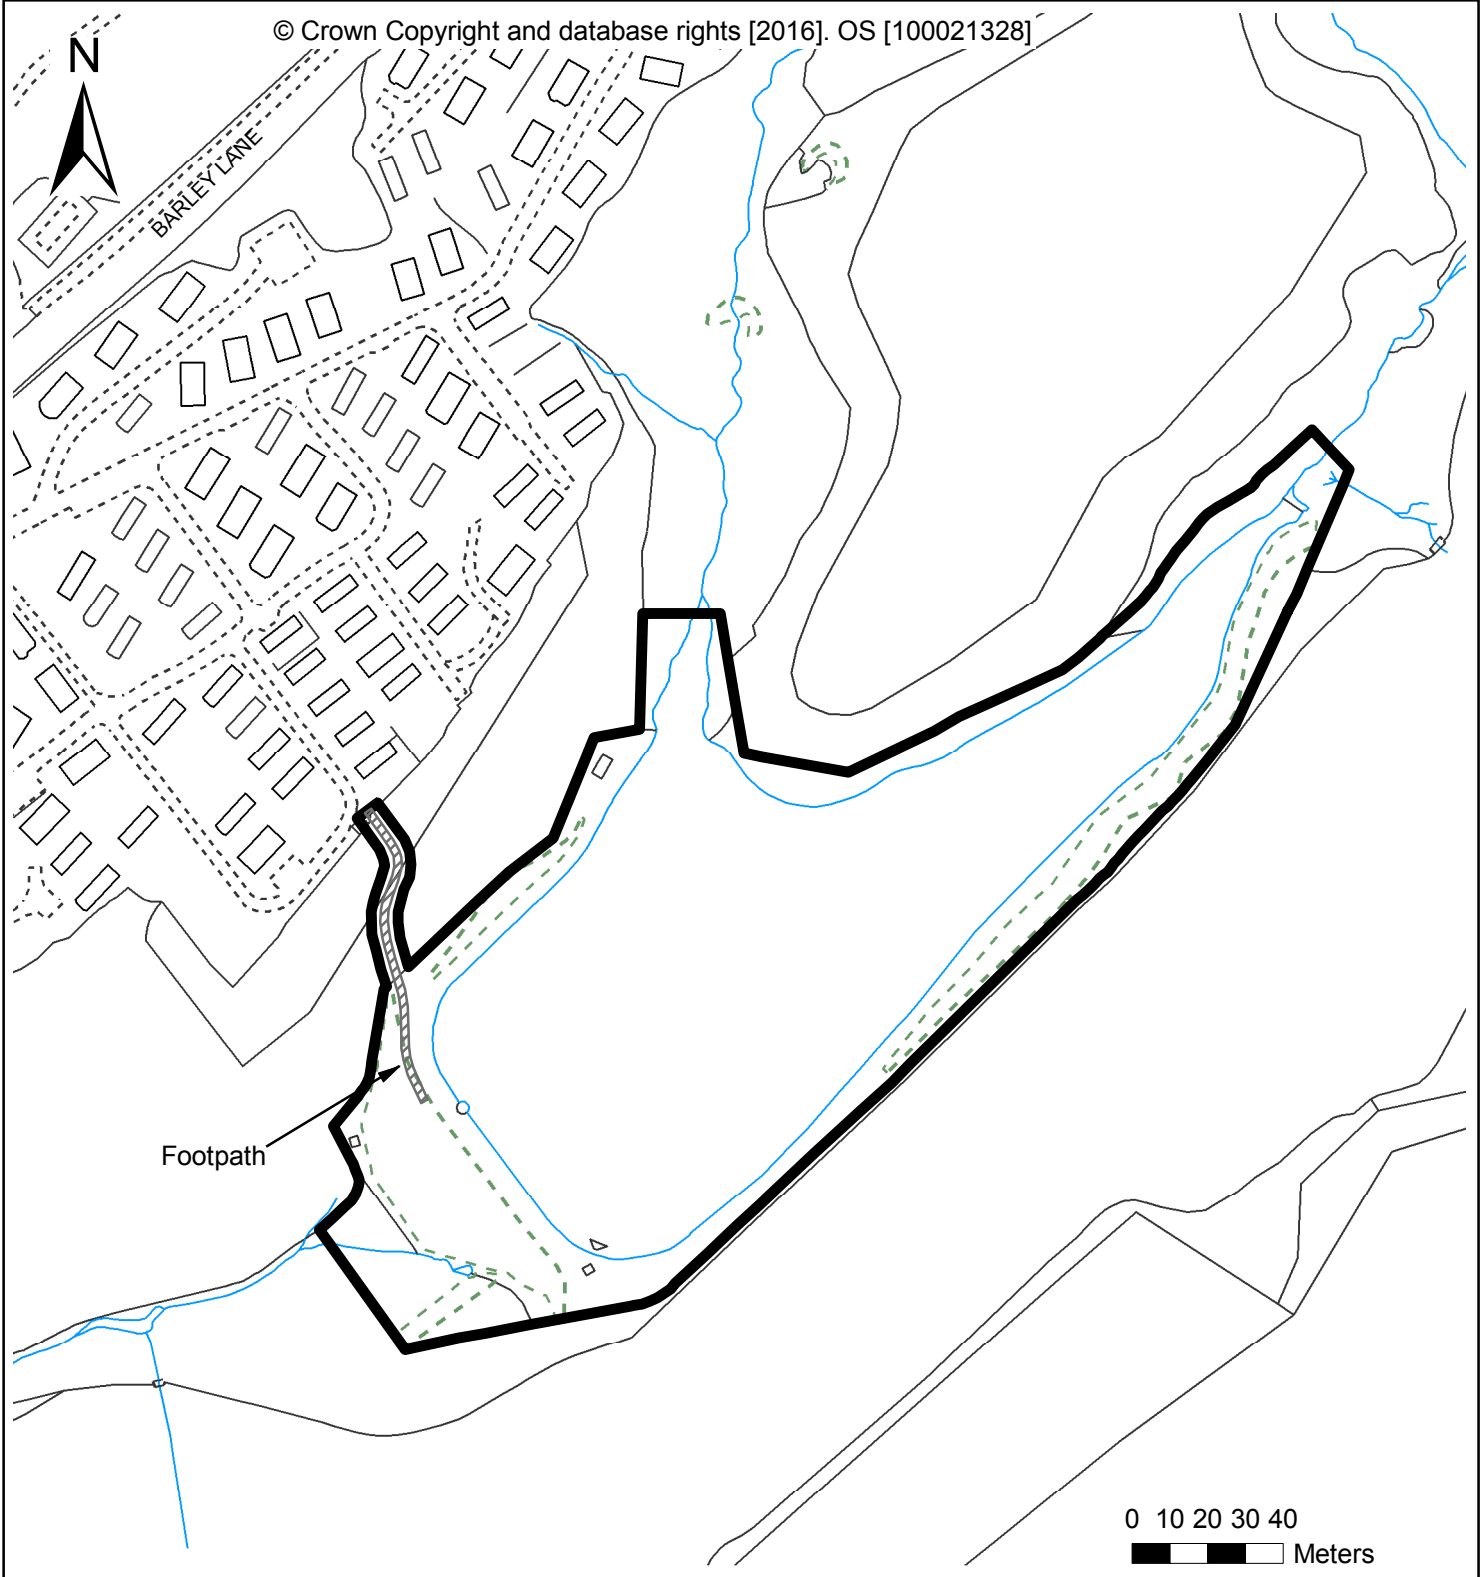 © Crown Copyright and database rights [2016]. OS [100021328]
N
BARLEY LANE
Footpath
0 10 20 30 40
Meters